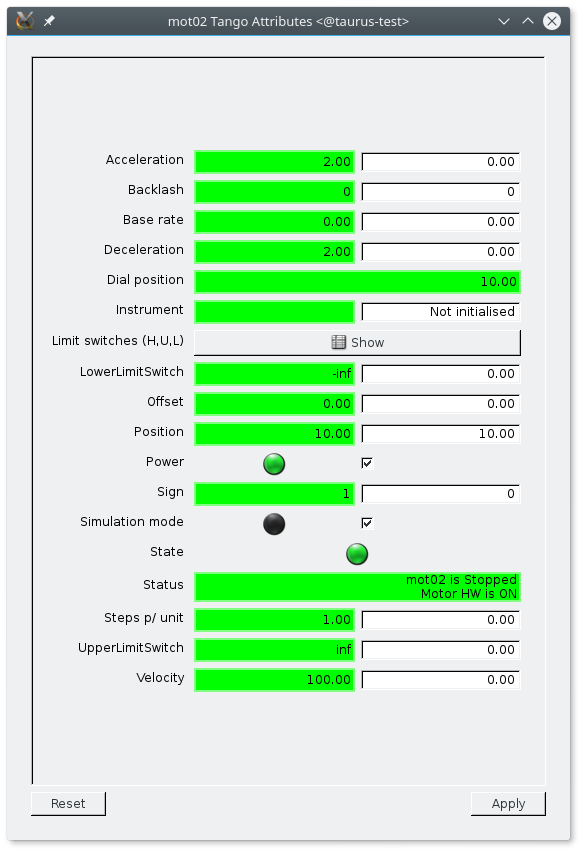 mot02 Tango Attributes <@taurus-test>
Acceleration 2.00 0.00
Backlash 0 0
Base rate 0.00 0.00
Deceleration 2.00 0.00
Dial position 10.00
Instrument Not initialised
Limit switches (H,U,L) Show
LowerLimitSwitch -inf 0.00
Offset 0.00 0.00
Position 10.00 10.00
Power
Sign 1 0
Simulation mode
State
Status mot02 is Stopped
Motor HW is ON
Steps p/ unit 1.00 0.00
UpperLimitSwitch inf 0.00
Velocity 100.00 0.00
Reset Apply